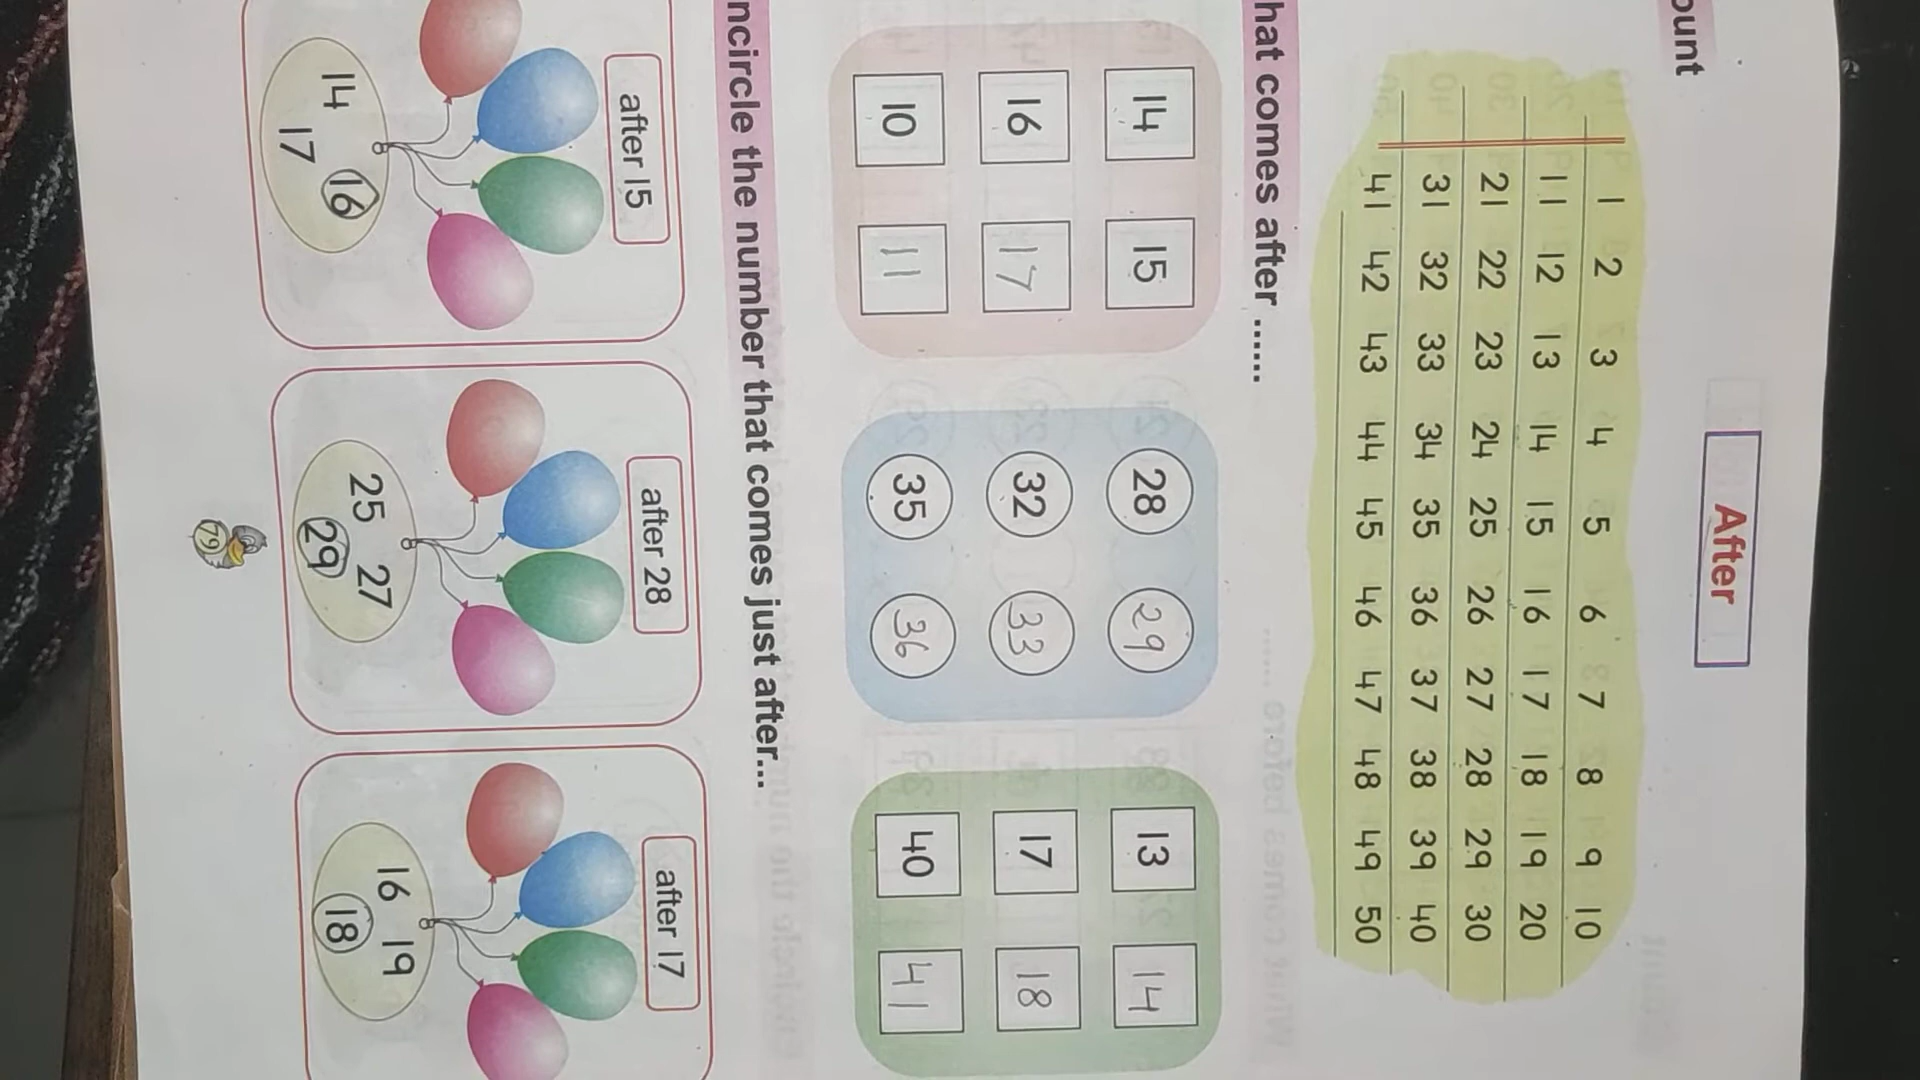 ount
After
1 2 3 4 5 6 7 8 9 10
11 12 13 14 15 16 17 18 19 20
21 22 23 24 25 26 27 28 29 30
31 32 33 34 35 36 37 38 39 40
41 42 43 44 45 46 47 48 49 50
hat comes after ......
14 15 28 29 13 14
16 17 32 33 17 18
10 11 35 36 40 41
ncircle the number that comes just after...
after 15 after 28 after 17
14 16 25 27 16 19
17 29 18
79